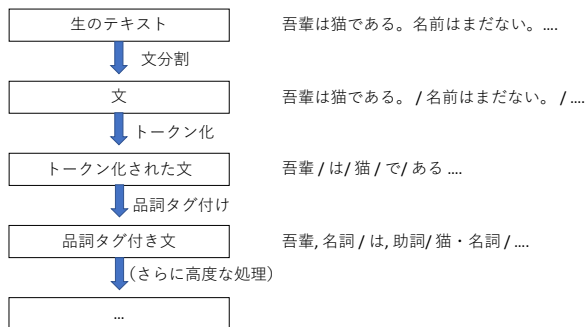 生のテキスト 吾輩は猫である。名前はまだない。….
文分割
文 吾輩は猫である。 / 名前はまだない。 / ….
トークン化
トークン化された文 吾輩 / は/ 猫 / で/ ある ….
品詞タグ付け
品詞タグ付き文 吾輩, 名詞 / は, 助詞/ 猫・名詞 / ….
(さらに高度な処理)
…